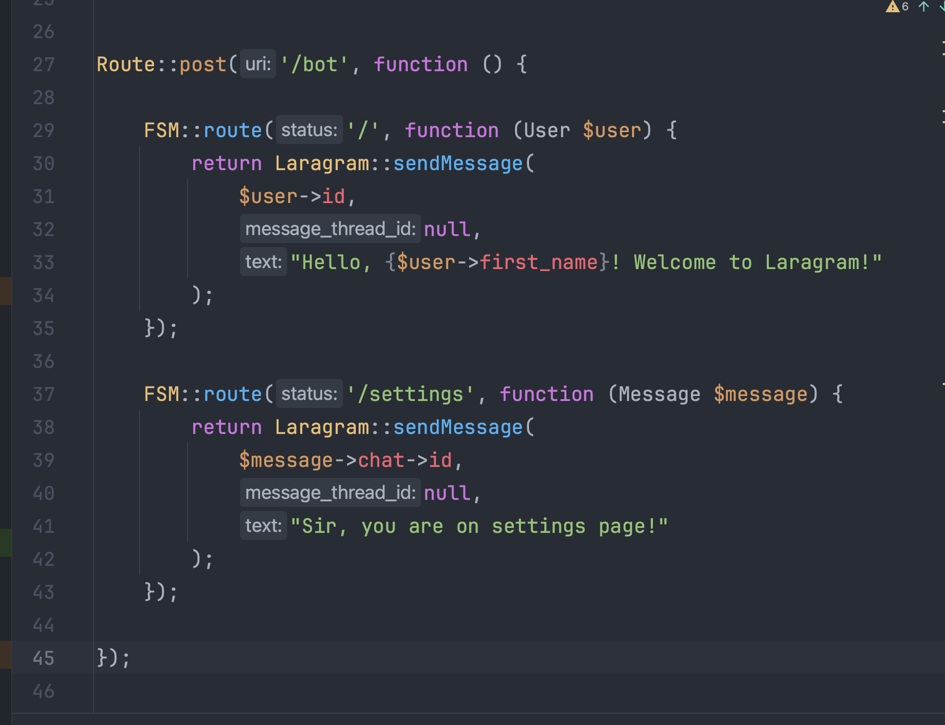 6
26
27 Route::post( uri: '/bot', function () {
28
29 FSM::route( status: '/', function (User $user) {
30 return Laragram::sendMessage(
31 $user->id,
32 message_thread_id: null,
33 text: "Hello, {$user->first_name}! Welcome to Laragram!"
34 );
35 });
36
37 FSM::route( status: '/settings', function (Message $message) {
38 return Laragram::sendMessage(
39 $message->chat->id,
40 message_thread_id: null,
41 text: "Sir, you are on settings page!"
42 );
43 });
44
45 });
46